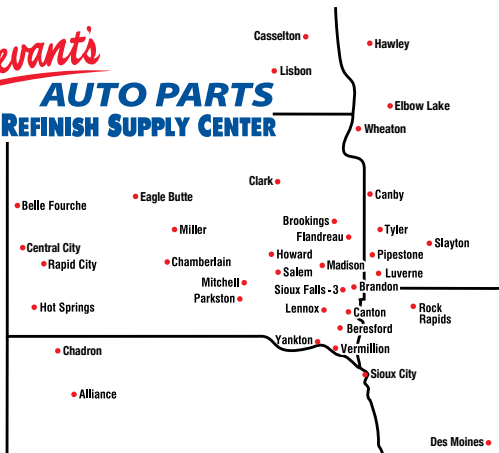 AUTO PARTS
REFINISH SUPPLY CENTER
Casselton
Hawley
Lisbon
Elbow Lake
Wheaton
Clark
Eagle Butte
Canby
Belle Fourche
Brookings
Miller
Tyler
Flandreau
Slayton
Central City
Howard
Pipestone
Rapid City
Chamberlain
Madison
Salem
Luverne
Mitchell
Sioux Falls - 3
Brandon
Parkston
Hot Springs
Lennox
Canton
Rock
Rapids
Beresford
Yankton
Vermillion
Chadron
Sioux City
Alliance
Des Moines